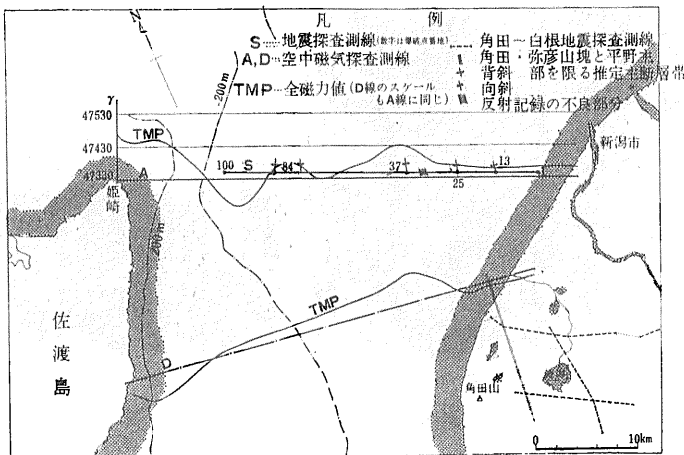 凡 例
S…地震探査測線(数字は爆破点番地)
A,D…空中磁気探査測線
TMP…全磁力値(D線のスケールもA線に同じ)
角田～白根地震探査測線
角田・弥彦山塊と平野
部を限る推定断層帯
背斜
向斜
反射記録の不良部分
200m
γ
47530
TMP
47430
47330
A
100
S
84
37
25
13
新潟市
姫崎
200m
TMP
佐渡島
D
角田山
0
10km